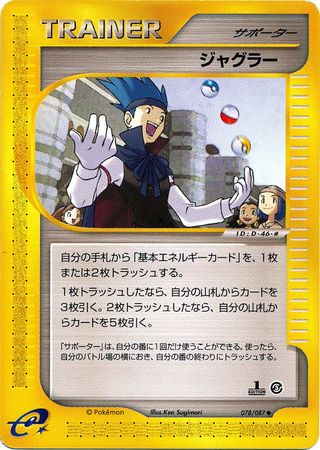 TRAINER
サポーター
ジャグラー
ID:D-46-#
自分の手札から「基本エネルギーカード」を、1枚
または2枚トラッシュする。
1枚トラッシュしたなら、自分の山札からカードを
3枚引く。2枚トラッシュしたなら、自分の山札か
らカードを5枚引く。
「サポーター」は、自分の番に1回だけ使うことができる。使ったら、
自分のバトル場の横におき、自分の番の終わりにトラッシュする。
1
EDITION
e
© Pokémon
Illus.Ken Sugimori
078/087